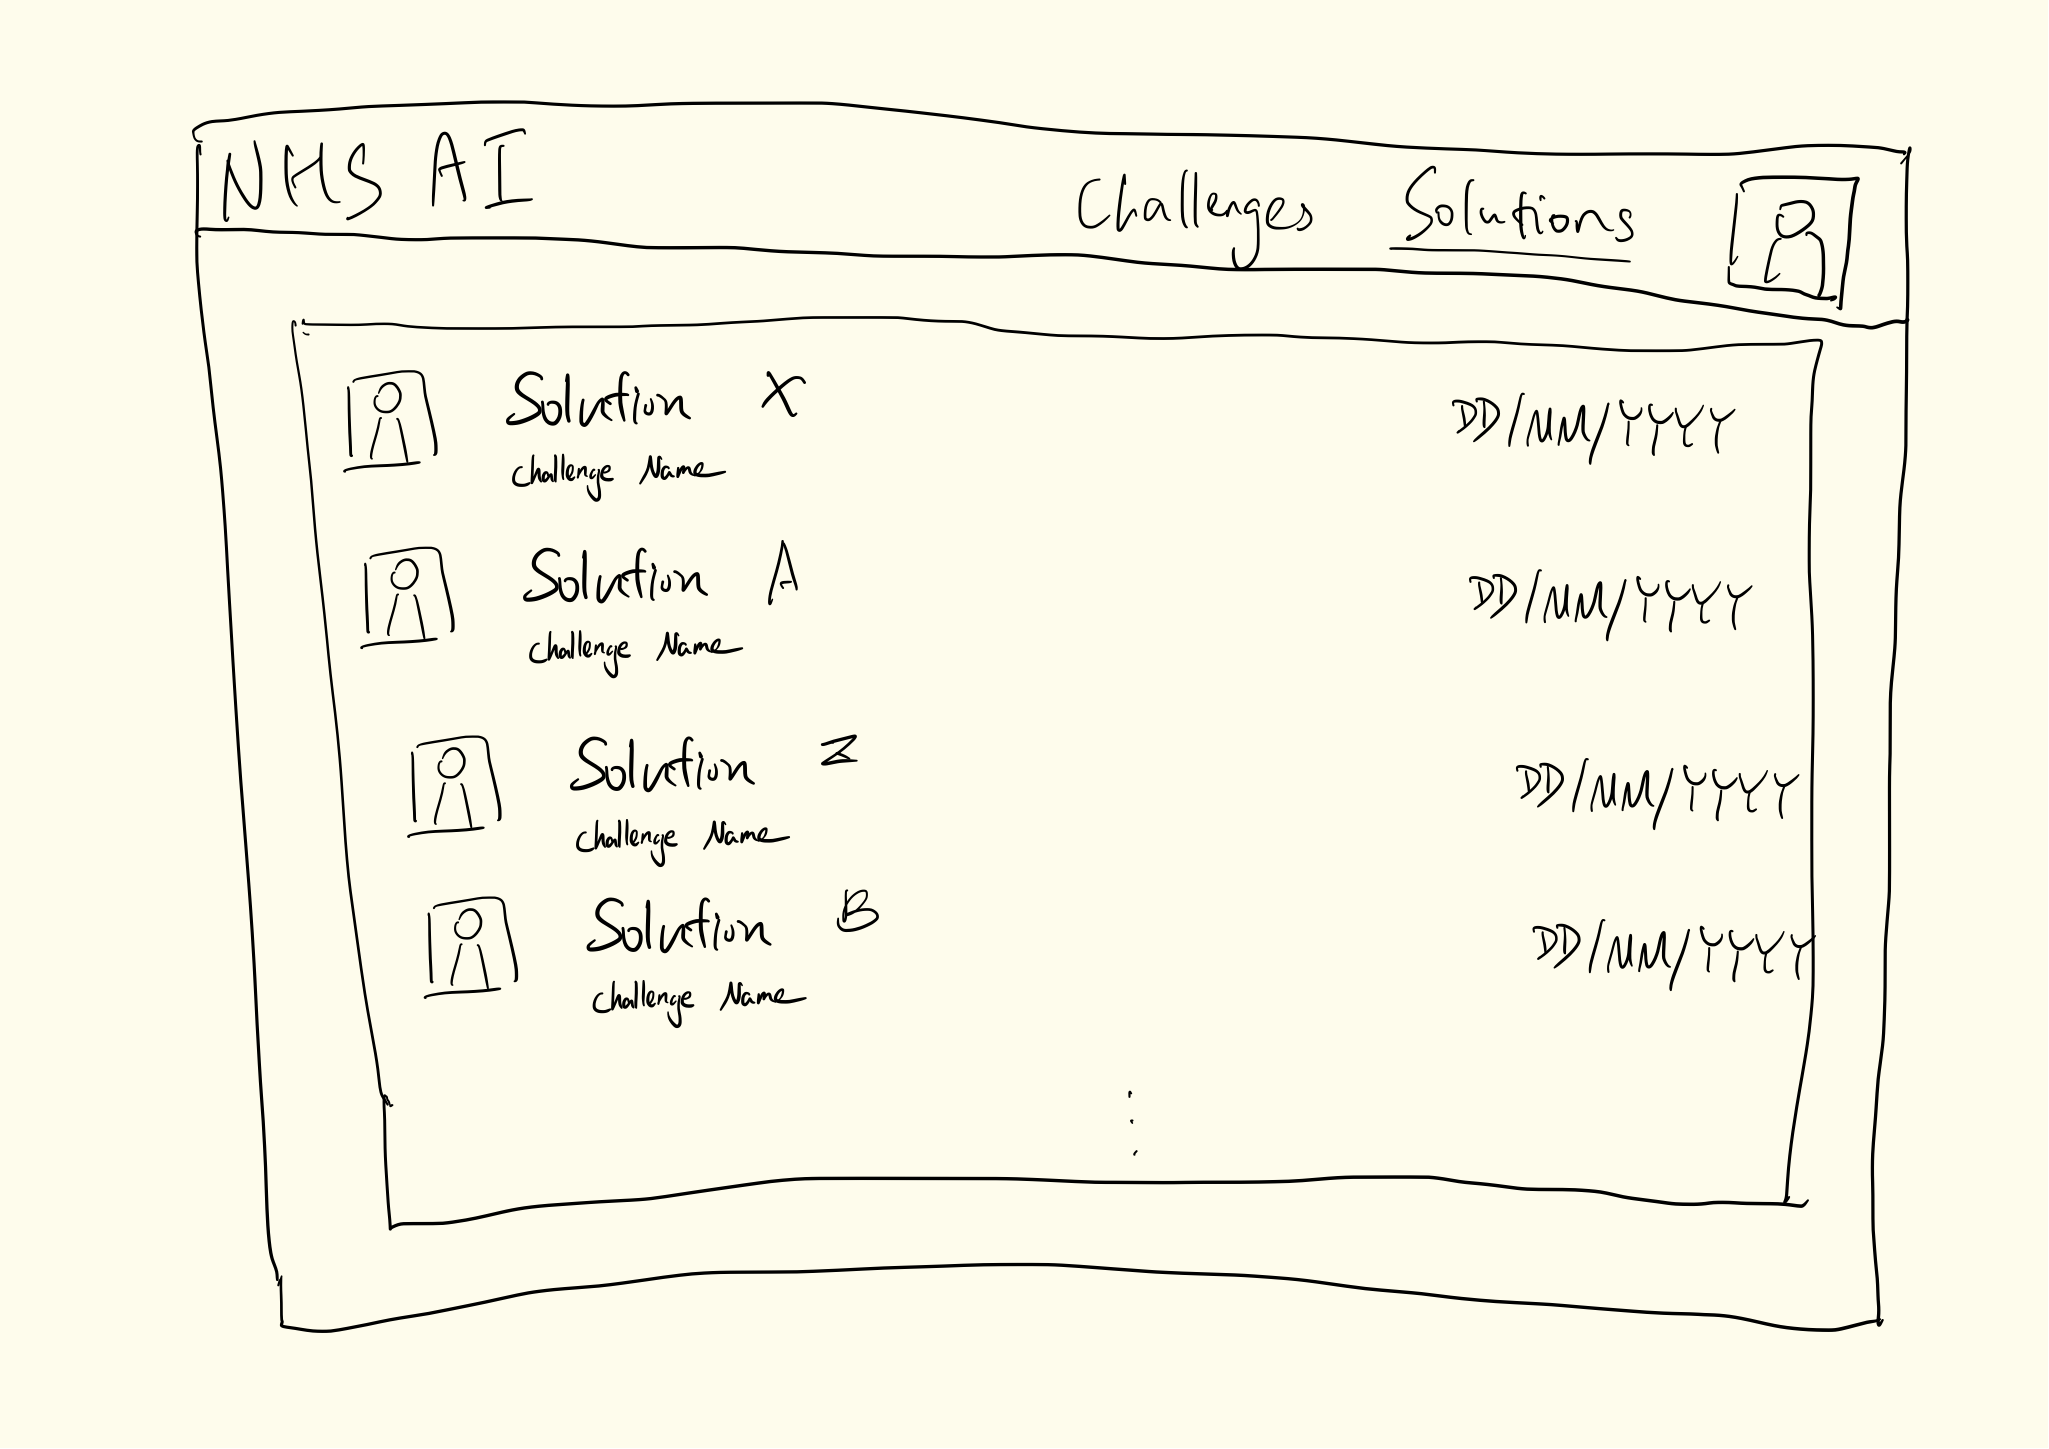 NHS AI Challenges Solutions
Solution X DD/MM/YYYY
Challenge Name
Solution A DD/MM/YYYY
Challenge Name
Solution Z DD/MM/YYYY
Challenge Name
Solution B DD/MM/YYYY
Challenge Name